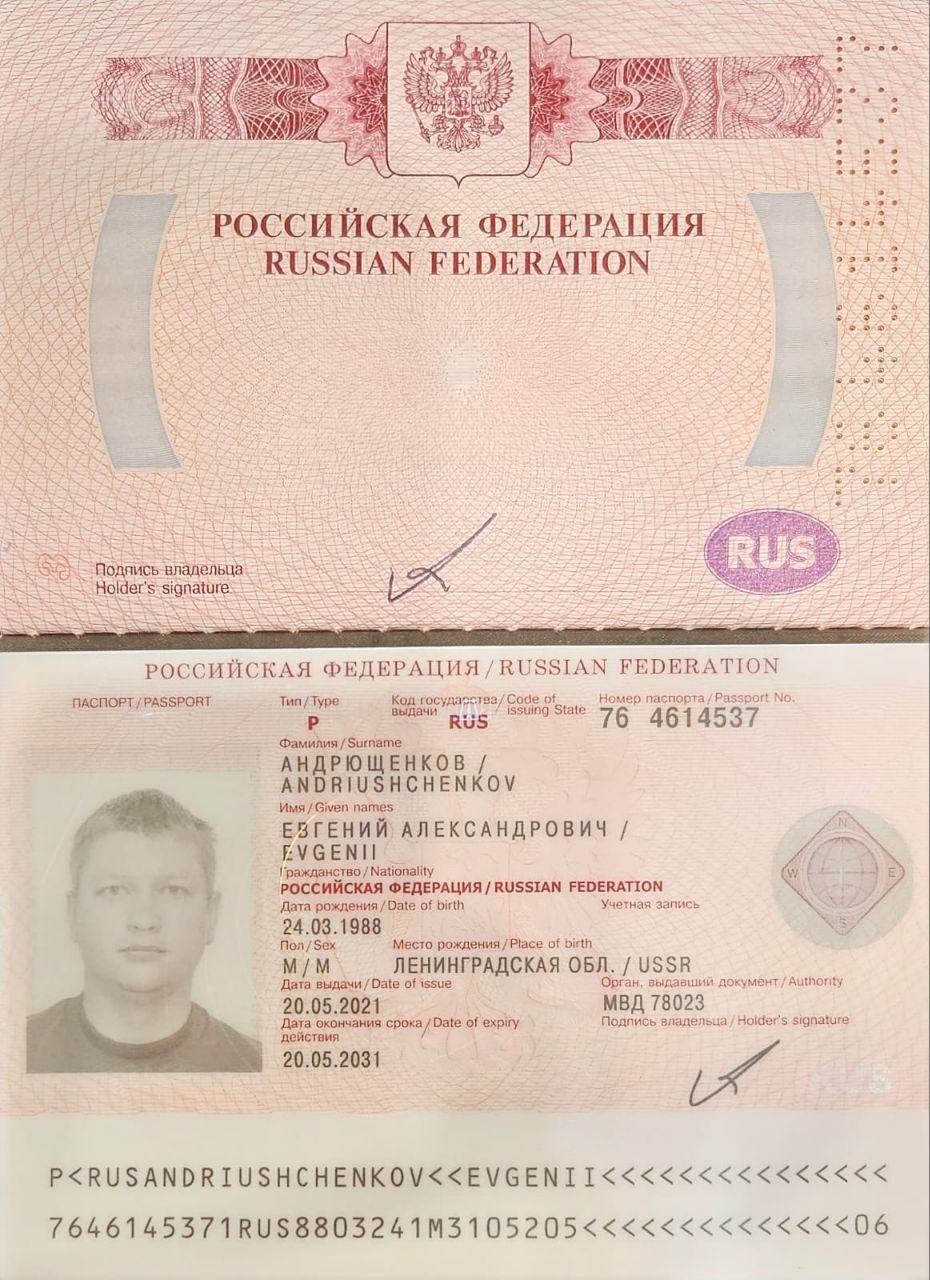 РОССИЙСКАЯ ФЕДЕРАЦИЯ
RUSSIAN FEDERATION
RUS
Подпись владельца
Holder's signature
РОССИЙСКАЯ ФЕДЕРАЦИЯ / RUSSIAN FEDERATION
ПАСПОРТ / PASSPORT
Тип / Type
P
Код государства / Code of
выдачи issuing State
RUS
Номер паспорта / Passport No.
76 4614537
Фамилия / Surname
АНДРЮЩЕНКОВ /
ANDRIUSHCHENKOV
Имя / Given names
ЕВГЕНИЙ АЛЕКСАНДРОВИЧ /
EVGENII
Гражданство / Nationality
РОССИЙСКАЯ ФЕДЕРАЦИЯ / RUSSIAN FEDERATION
Дата рождения / Date of birth
Учетная запись
24.03.1988
Пол / Sex
Место рождения / Place of birth
М / M
ЛЕНИНГРАДСКАЯ ОБЛ. / USSR
Дата выдачи / Date of issue
Орган, выдавший документ / Authority
20.05.2021
МВД 78023
Дата окончания срока / Date of expiry
действия
Подпись владельца / Holder's signature
20.05.2031
N
W
E
S
P<RUSANDRIUSHCHENKOV<<EVGENII<<<<<<<<<<<<<<<
7646145371RUS8803241M3105205<<<<<<<<<<<<<<06